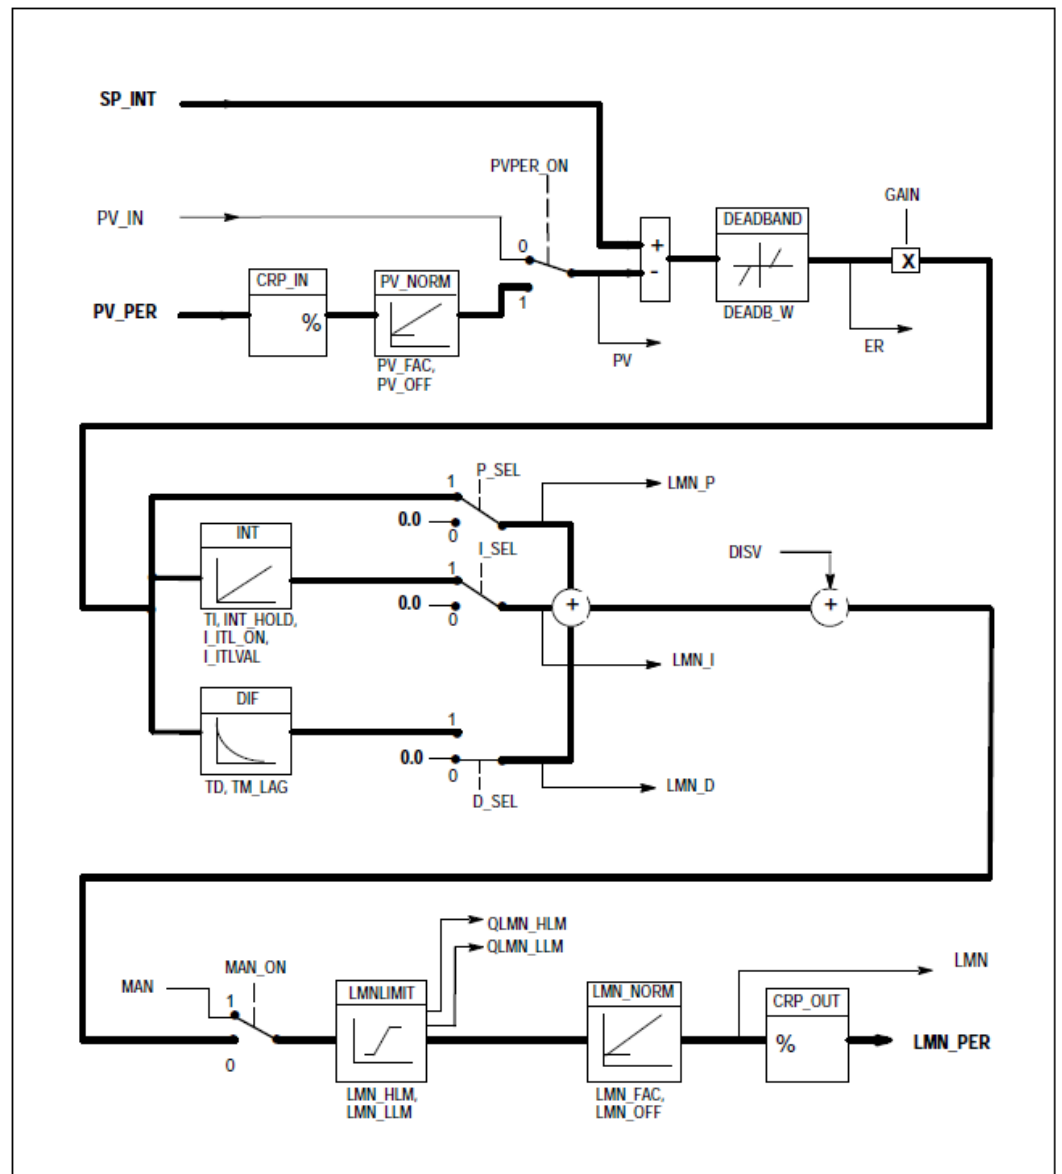 SP_INT
PVPER_ON
GAIN
PV_IN
DEADBAND
0
+
-
X
CRP_IN
PV_NORM
PV_PER
%
1
DEADB_W
ER
PV
PV_FAC,
PV_OFF
P_SEL
1
LMN_P
0.0
INT
0
I_SEL
DISV
1
0.0
+
+
0
TI, INT_HOLD,
I_ITL_ON,
I_ITLVAL
LMN_I
DIF
1
0.0
0
TD, TM_LAG
LMN_D
D_SEL
QLMN_HLM
QLMN_LLM
MAN_ON
LMN
MAN
LMNLIMIT
LMN_NORM
CRP_OUT
1
%
LMN_PER
0
LMN_HLM,
LMN_LLM
LMN_FAC,
LMN_OFF